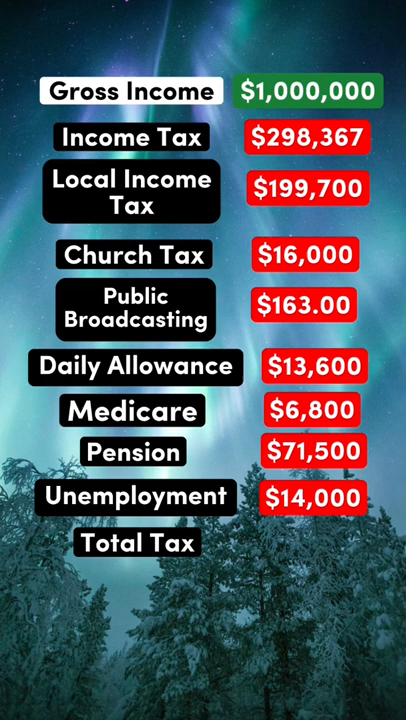 Gross Income $1,000,000
Income Tax $298,367
Local Income
Tax $199,700
Church Tax $16,000
Public
Broadcasting $163.00
Daily Allowance $13,600
Medicare $6,800
Pension $71,500
Unemployment $14,000
Total Tax